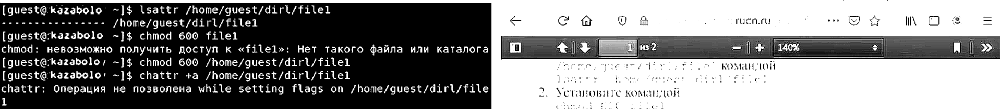 [guest@kazabolo ~]$ lsattr /home/guest/dirl/file1
---------------- /home/guest/dirl/file1
[guest@kazabolo ~]$ chmod 600 file1
chmod: невозможно получить доступ к «file1»: Нет такого файла или каталога
[guest@kazabolo ~]$ chmod 600 /home/guest/dirl/file1
[guest@kazabolo ~]$ chattr +a /home/guest/dirl/file1
chattr: Операция не позволена while setting flags on /home/guest/dirl/file
1
rucn.ru
1 из 2
140%
/home/guest/dirl/file1 командой
lsattr /home/guest/dirl/file1
2. Установите командой
chmod file1